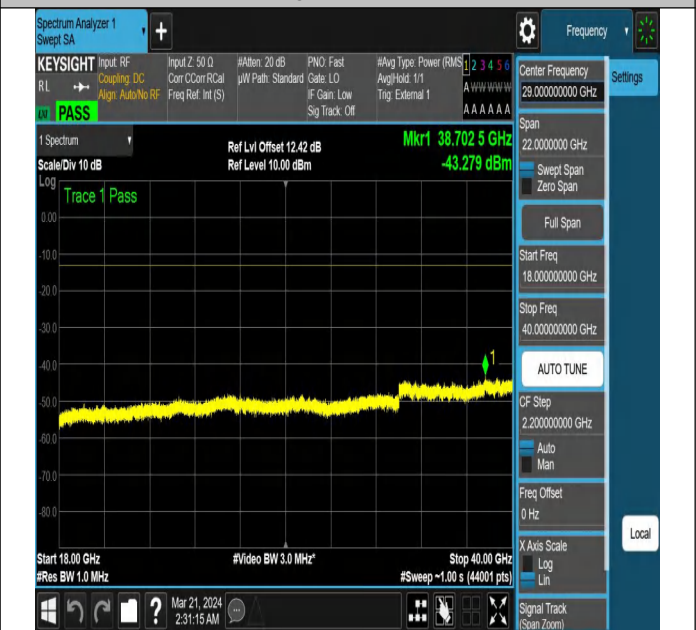 Spectrum Analyzer 1
Swept SA
+
Frequency
KEYSIGHT
RL
PASS
Input: RF
Coupling: DC
Align: Auto/No RF
Input Z: 50 Ω
Corr CCorr RCal
Freq Ref: Int (S)
#Atten: 20 dB
µW Path: Standard
PNO: Fast
Gate: LO
IF Gain: Low
Sig Track: Off
#Avg Type: Power (RMS
Avg|Hold: 1/1
Trig: External 1
1 2 3 4 5 6
A W W W W W
A A A A A A
1 Spectrum
Scale/Div 10 dB
Ref Lvl Offset 12.42 dB
Ref Level 10.00 dBm
Mkr1 38.702 5 GHz
-43.279 dBm
Log
Trace 1 Pass
0.00
-10.0
-20.0
-30.0
-40.0
-50.0
-60.0
-70.0
-80.0
1
Start 18.00 GHz
#Res BW 1.0 MHz
#Video BW 3.0 MHz*
Stop 40.00 GHz
#Sweep ~1.00 s (44001 pts)
Mar 21, 2024
2:31:15 AM
?
Center Frequency
29.000000000 GHz
Settings
Span
22.0000000 GHz
Swept Span
Zero Span
Full Span
Start Freq
18.000000000 GHz
Stop Freq
40.000000000 GHz
AUTO TUNE
CF Step
2.200000000 GHz
Auto
Man
Freq Offset
0 Hz
X Axis Scale
Log
Lin
Local
Signal Track
(Span Zoom)